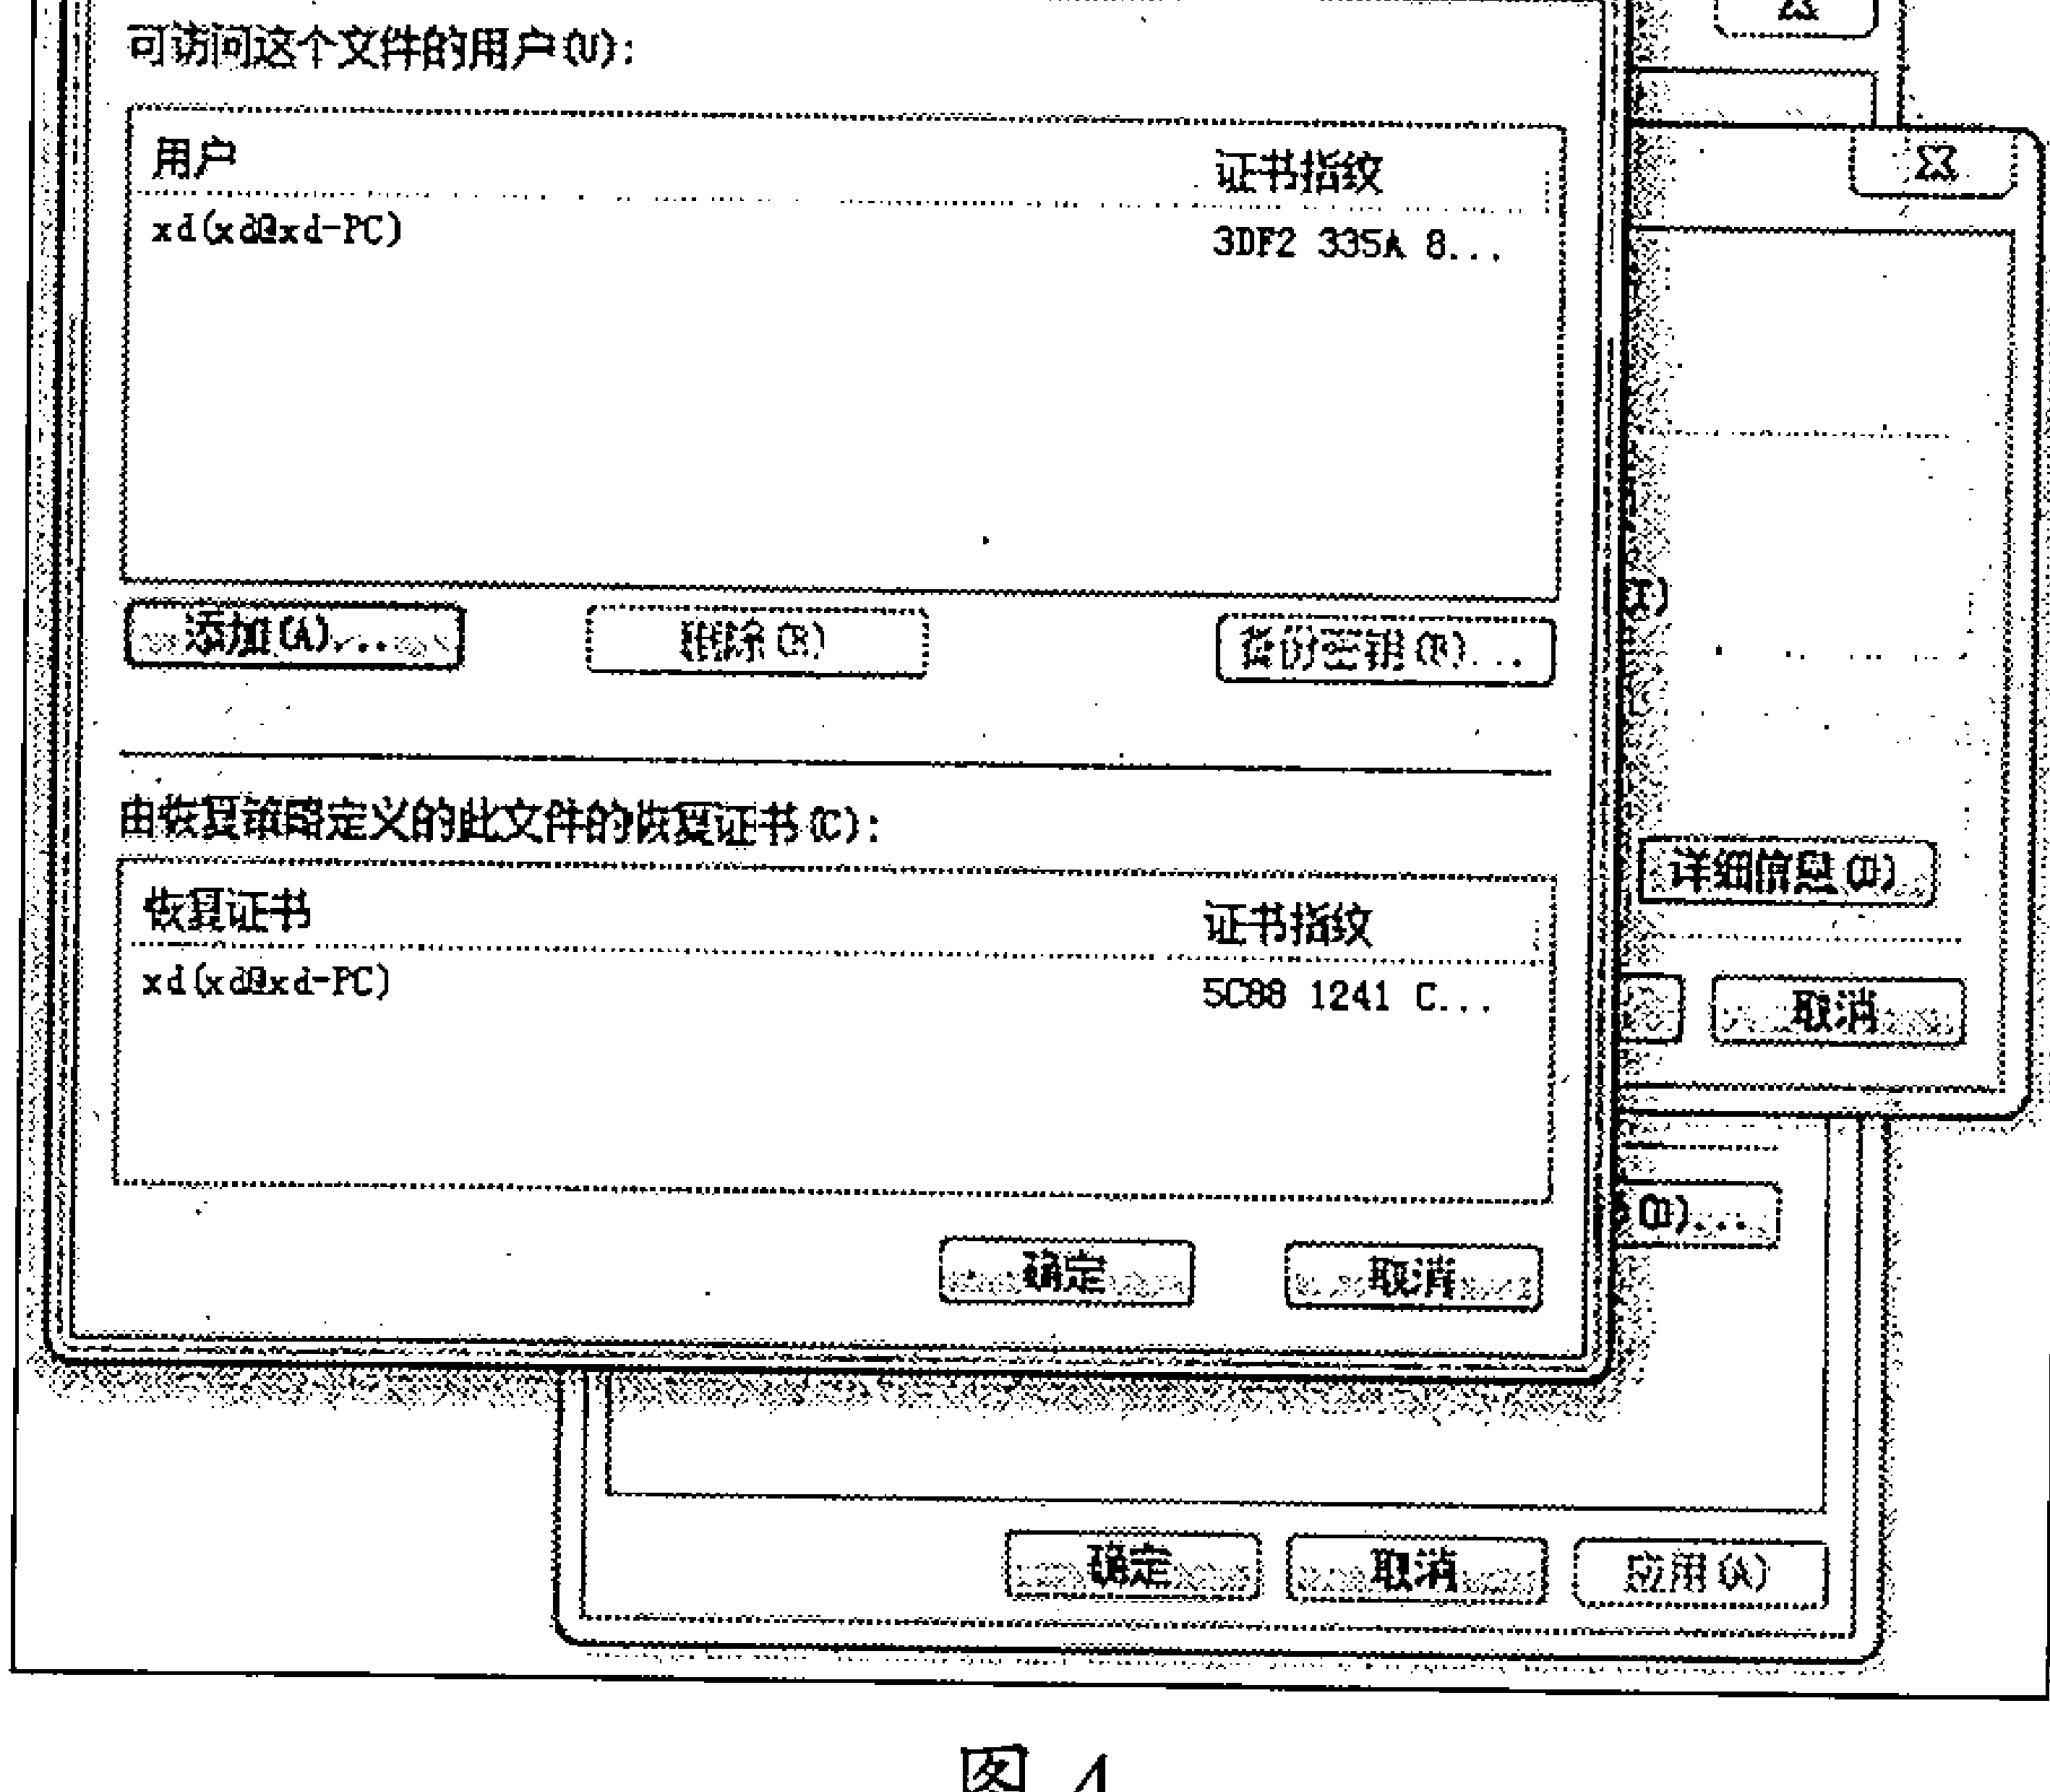 可访问这个文件的用户(U):
用户 证书指纹
xd(xd@xd-PC) 3DF2 335A 8...
添加(A)... 删除(R) 备份密钥(B)...
由恢复策略定义的此文件的恢复证书(C):
详细信息(D)
恢复证书 证书指纹
xd(xd@xd-PC) 5C88 1241 C...
取消
(D)...
确定 取消
确定 取消 应用(A)
图 4